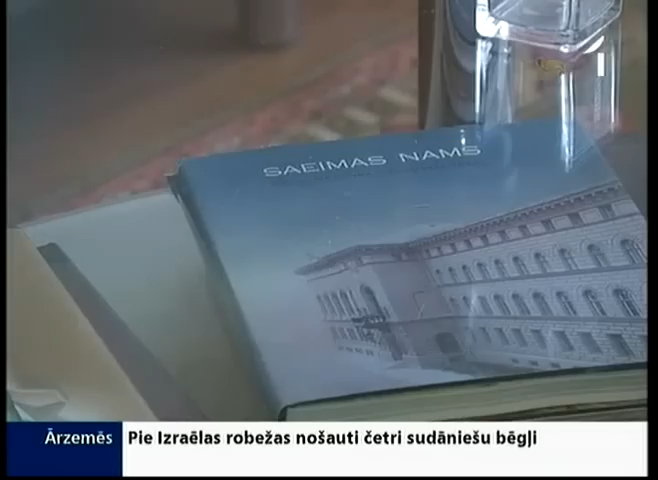 SAEIMAS NAMS
Ārzemēs
Pie Izraēlas robežas nošauti četri sudāniešu bēgļi